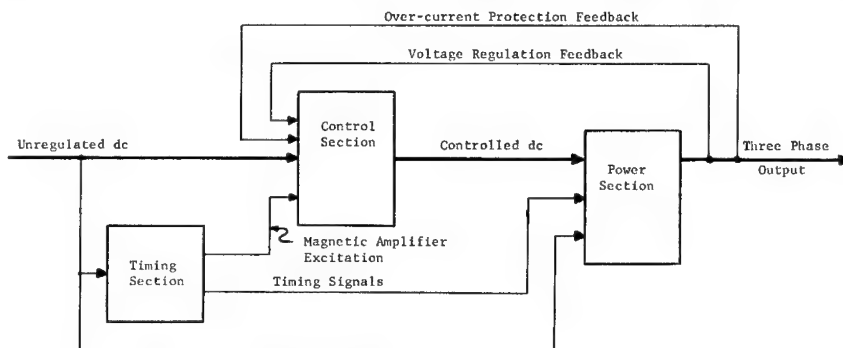 Over-current Protection Feedback
Voltage Regulation Feedback
Unregulated dc
Control
Section
Controlled dc
Three Phase
Output
Power
Section
Magnetic Amplifier
Excitation
Timing
Section
Timing Signals